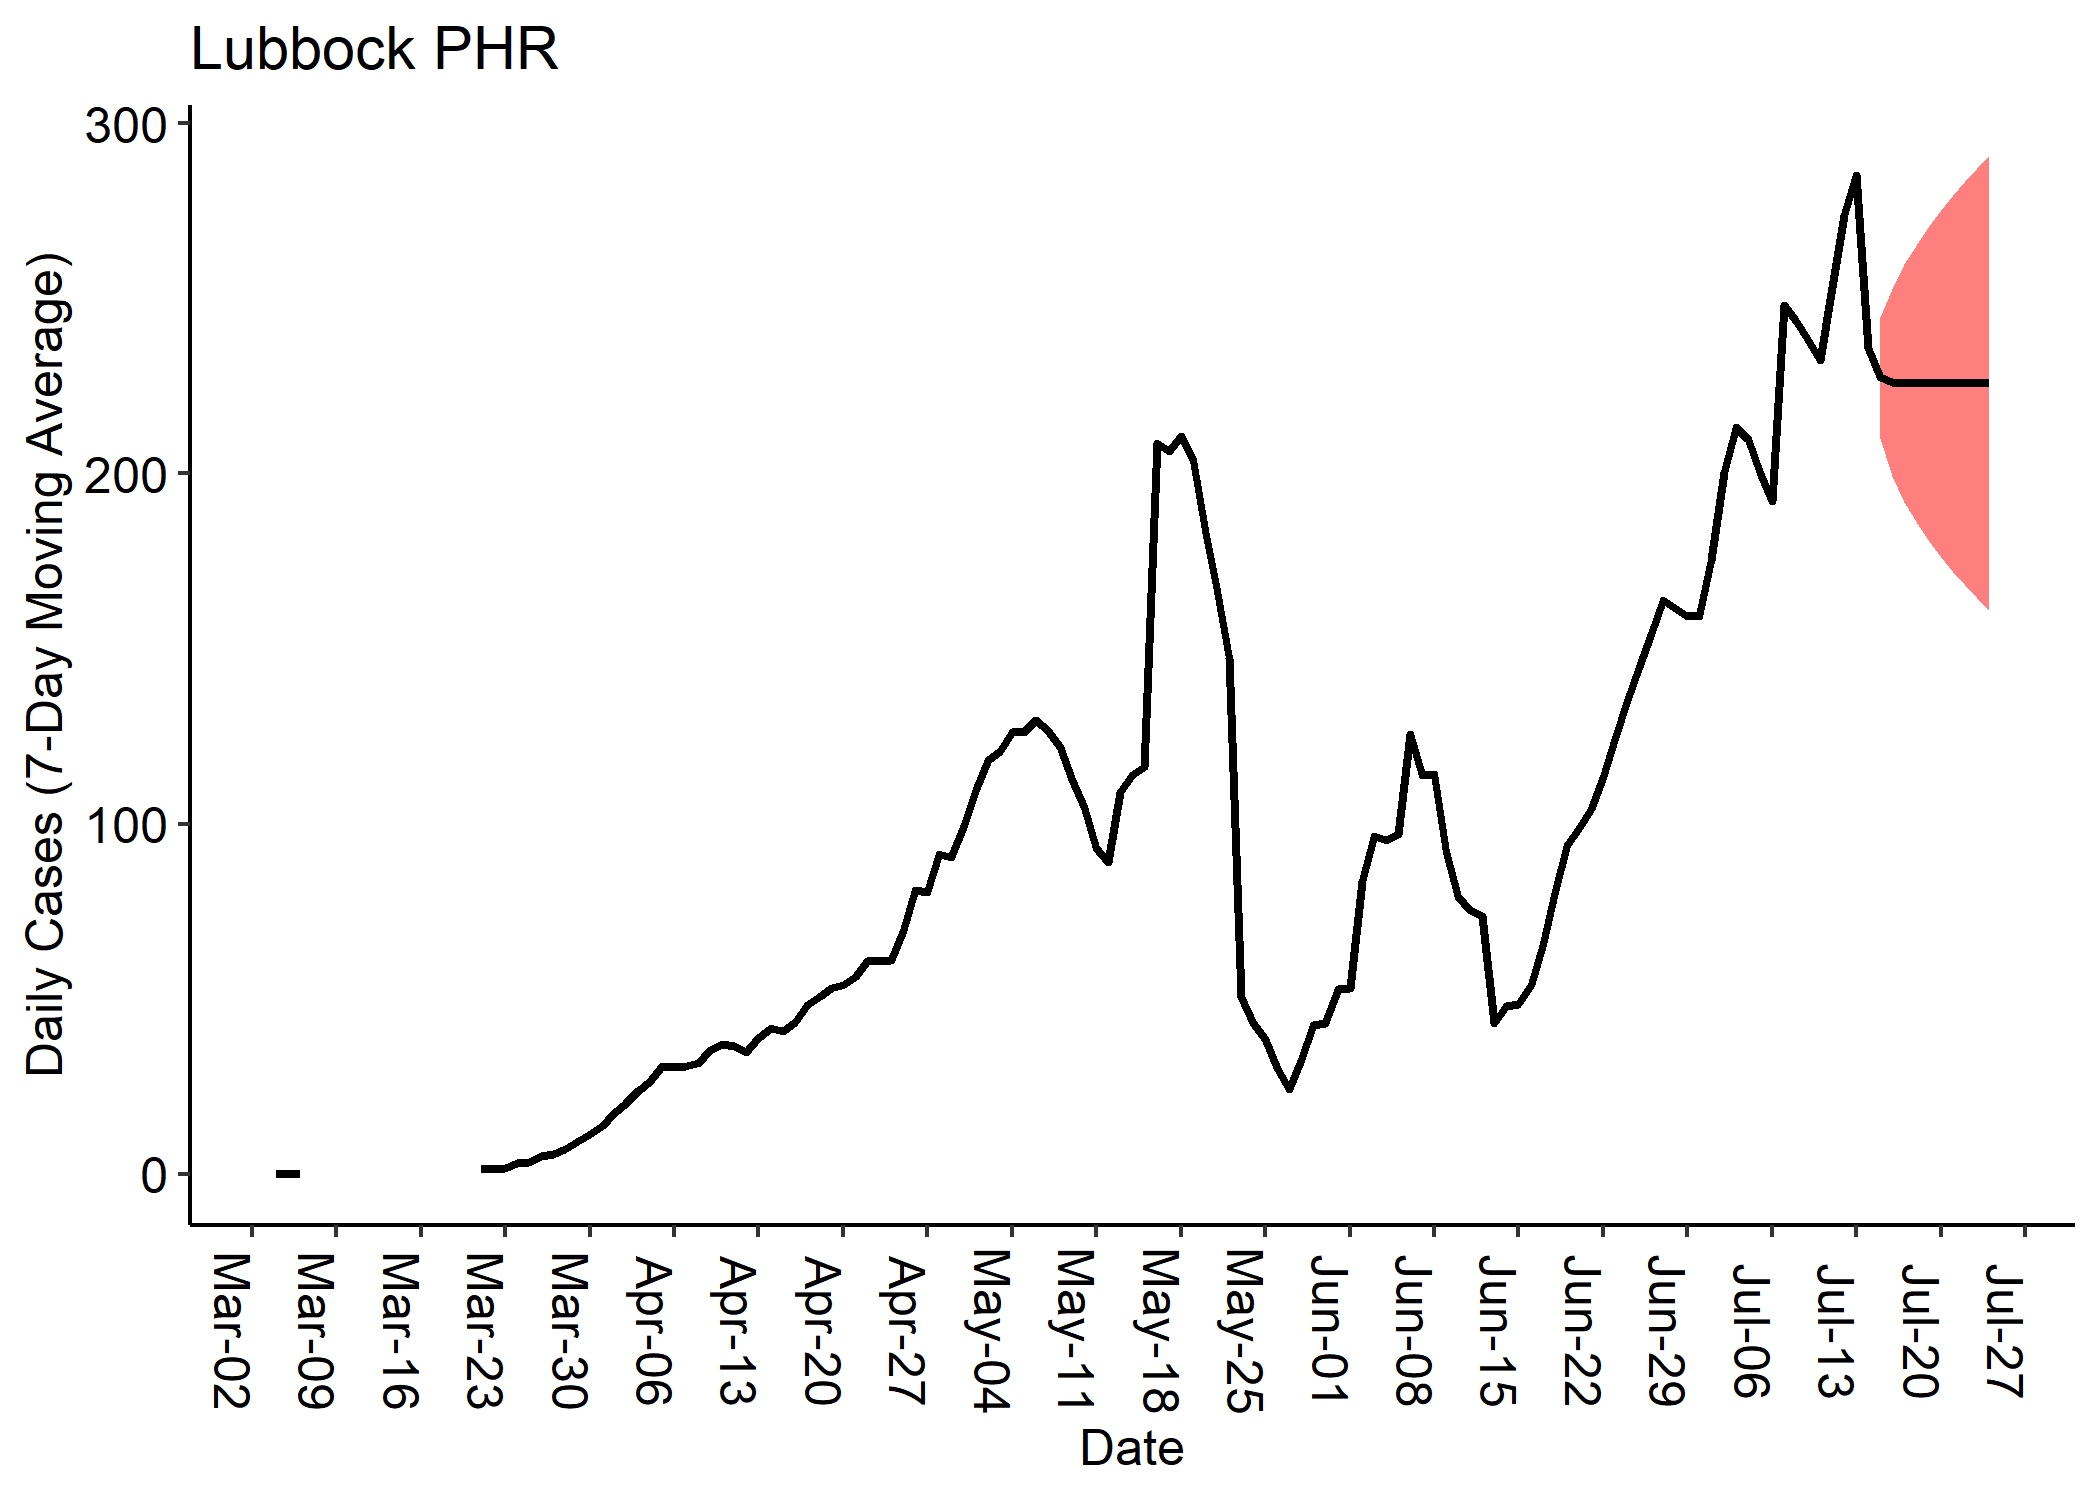 Lubbock PHR
Daily Cases (7-Day Moving Average)
300
200
100
0
Mar-02
Mar-09
Mar-16
Mar-23
Mar-30
Apr-06
Apr-13
Apr-20
Apr-27
May-04
May-11
May-18
May-25
Jun-01
Jun-08
Jun-15
Jun-22
Jun-29
Jul-06
Jul-13
Jul-20
Jul-27
Date